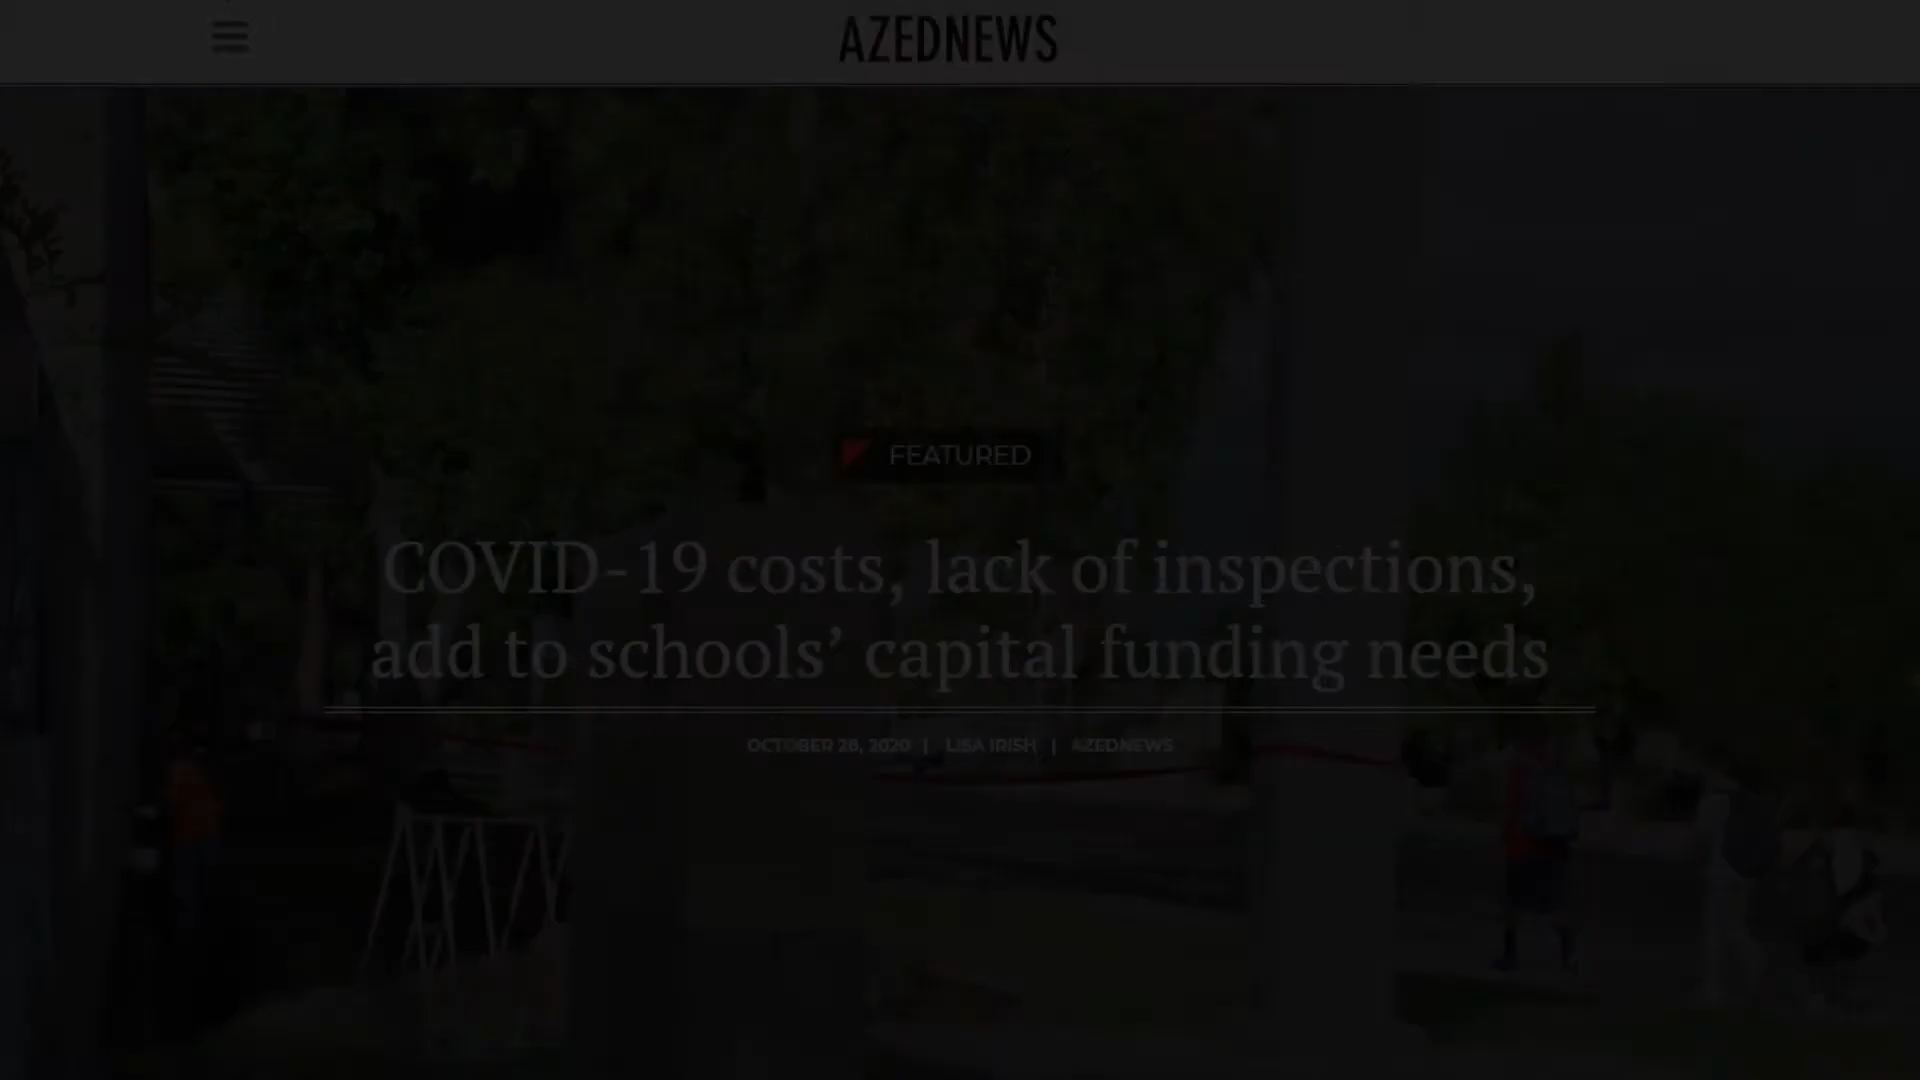 AZEDNEWS
FEATURED
COVID-19 costs, lack of inspections,
add to schools’ capital funding needs
OCTOBER 28, 2020 | LISA IRISH | AZEDNEWS